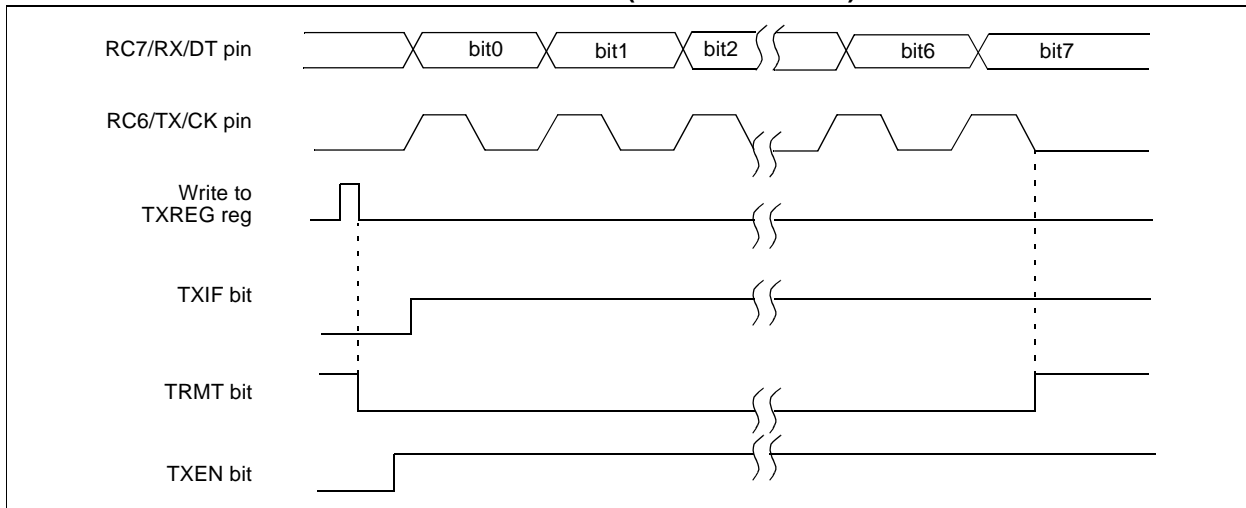 RC7/RX/DT pin
bit0 bit1 bit2 bit6 bit7
RC6/TX/CK pin
Write to
TXREG reg
TXIF bit
TRMT bit
TXEN bit